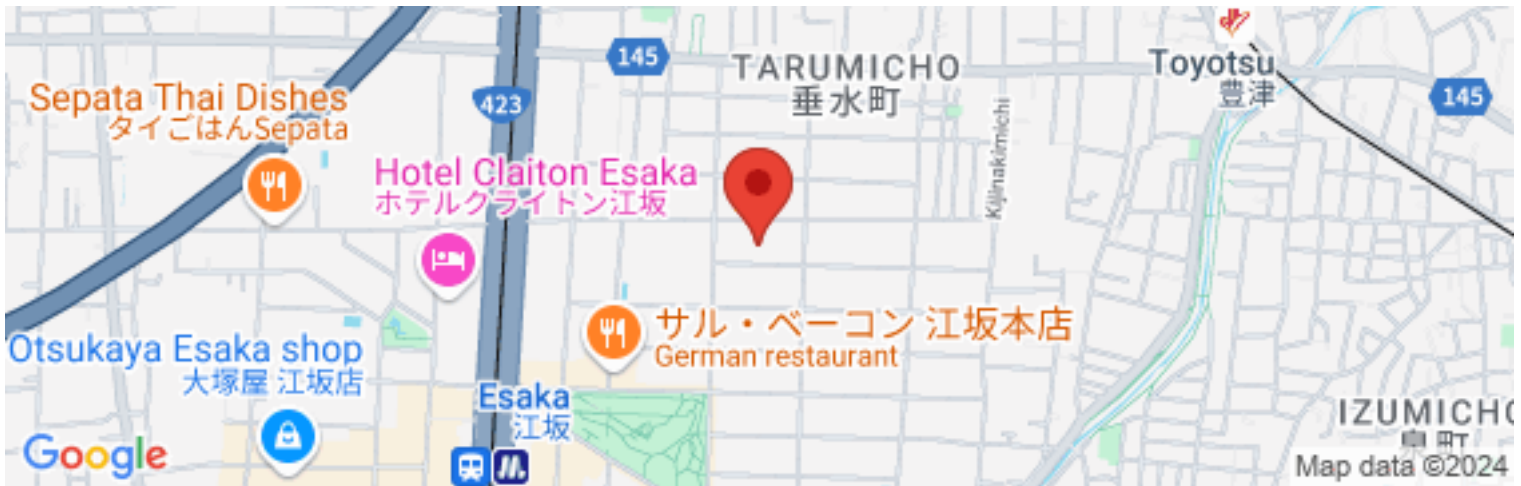 145
TARUMICHO
垂水町
Toyotsu
豊津
145
Sepata Thai Dishes
タイごはんSepata
423
Kijinakimichi
Hotel Claiton Esaka
ホテルクライトン江坂
サル・ベーコン 江坂本店
German restaurant
Otsukaya Esaka shop
大塚屋 江坂店
Esaka
江坂
IZUMICHO
泉町
Google
Map data ©2024